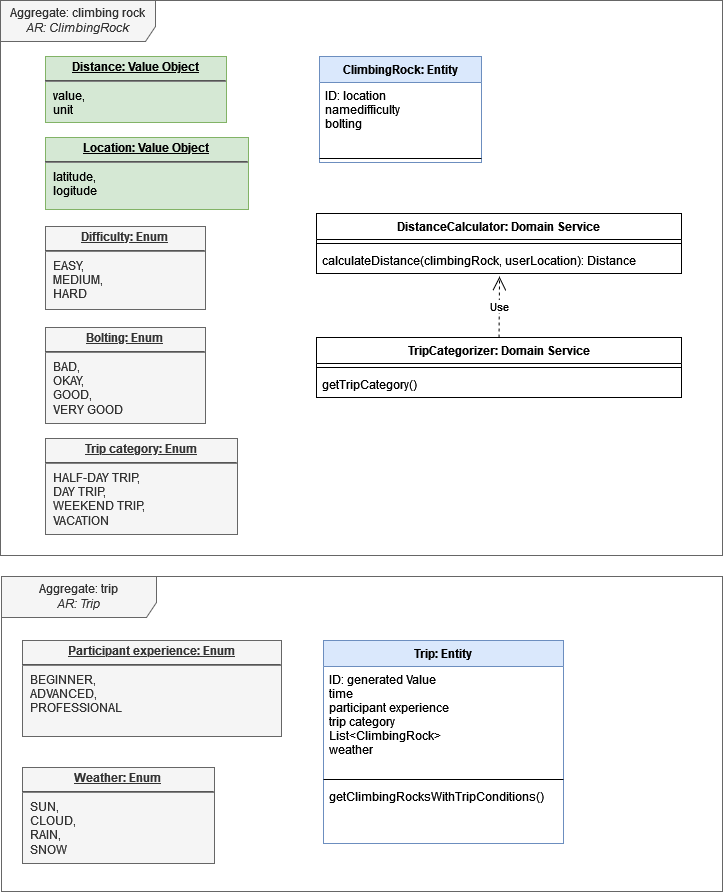 Aggregate: climbing rock
AR: ClimbingRock
Distance: Value Object
value,
unit
ClimbingRock: Entity
ID: location
namedifficulty
bolting
Location: Value Object
latitude,
logitude
Difficulty: Enum
EASY,
MEDIUM,
HARD
DistanceCalculator: Domain Service
calculateDistance(climbingRock, userLocation): Distance
Use
Bolting: Enum
BAD,
OKAY,
GOOD,
VERY GOOD
TripCategorizer: Domain Service
getTripCategory()
Trip category: Enum
HALF-DAY TRIP,
DAY TRIP,
WEEKEND TRIP,
VACATION
Aggregate: trip
AR: Trip
Participant experience: Enum
BEGINNER,
ADVANCED,
PROFESSIONAL
Trip: Entity
ID: generated Value
time
participant experience
trip category
List<ClimbingRock>
weather
getClimbingRocksWithTripConditions()
Weather: Enum
SUN,
CLOUD,
RAIN,
SNOW